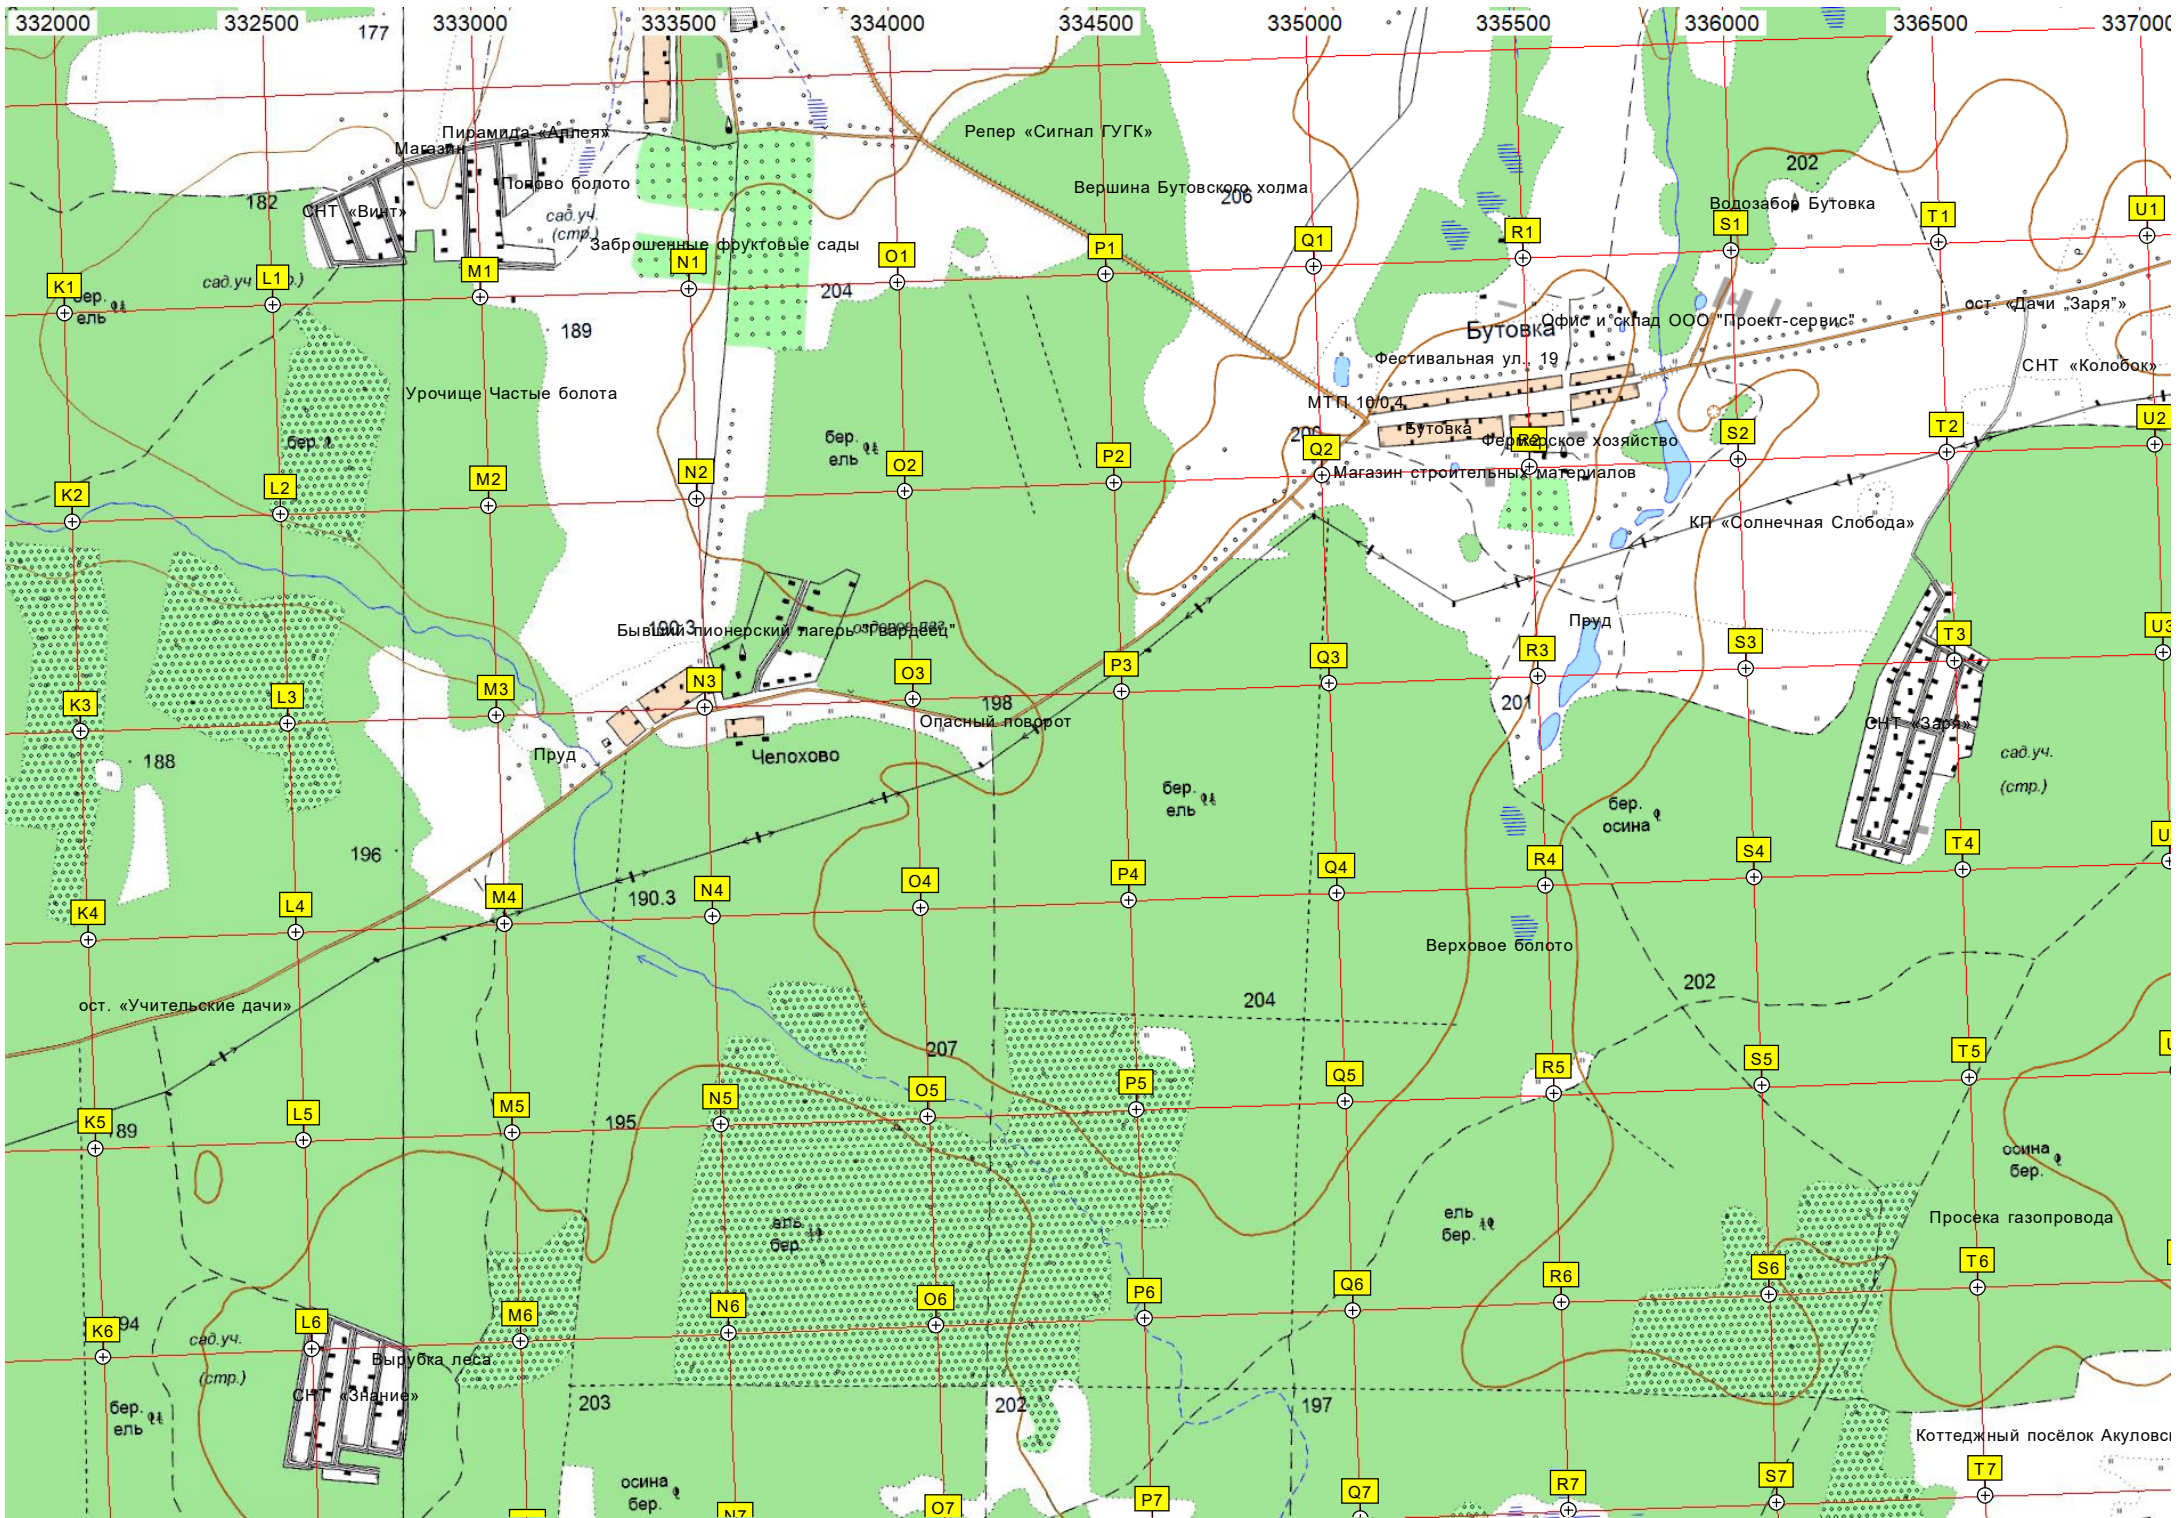 332000 332500 333000 333500 334000 334500 335000 335500 336000 336500 337000
177
Пирамида «Аллея»
Магазин
Репер «Сигнал ГУГК»
202
Попово болото
Вершина Бутовского холма
206
182
СНТ «Винт»
Водозабор Бутовка
сад.уч.
(стр.)
Заброшенные фруктовые сады
K1 L1 M1 N1 O1 P1 Q1 R1 S1 T1 U1
бер.
ель
204
189
ост. «Дачи „Заря”»
Бутовка
Офис и склад ООО "Проект-сервис"
Фестивальная ул., 19
СНТ «Колобок»
Урочище Частые болота
МТП 10/0,4
Бутовка
Фермерское хозяйство
бер.
бер.
ель
Магазин строительных материалов
K2 L2 M2 N2 O2 P2 Q2 R2 S2 T2 U2
КП «Солнечная Слобода»
Пруд
Бывший пионерский лагерь "Гвардеец"
K3 L3 M3 N3 O3 P3 Q3 R3 S3 T3 U3
198
201
Опасный поворот
СНТ «Заря»
188
Пруд
Челохово
сад.уч.
(стр.)
бер.
ель
бер.
осина
196
190.3
K4 L4 M4 N4 O4 P4 Q4 R4 S4 T4 U
Верховое болото
202
204
ост. «Учительские дачи»
207
K5 L5 M5 N5 O5 P5 Q5 R5 S5 T5
189
195
осина
бер.
ель
бер.
ель
бер.
Просека газопровода
K6 L6 M6 N6 O6 P6 Q6 R6 S6 T6
94
сад.уч.
(стр.)
Вырубка леса
СНТ «Знание»
бер.
ель
203
202
197
Коттеджный посёлок Акуловс
осина
бер.
N7 O7 P7 Q7 R7 S7 T7